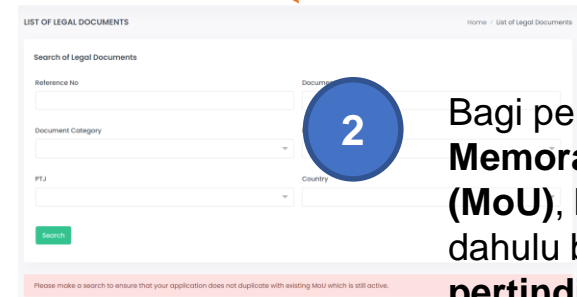 LIST OF LEGAL DOCUMENTS
Home / List of Legal Documents
Search of Legal Documents
Reference No
Document Category
PTJ
Country
Search
Please make a search to ensure that your application does not duplicate with existing MoU which is still active.
2
Bagi
(MoU),
dahulu